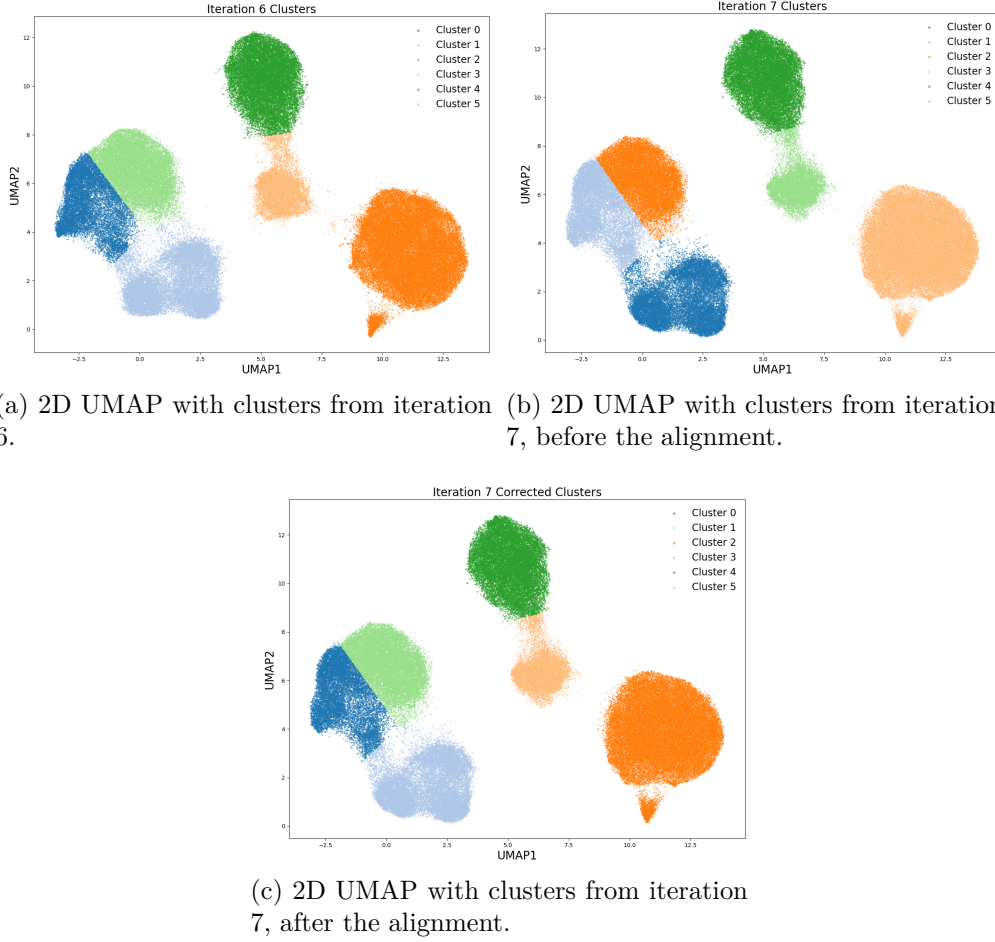 Iteration 6 Clusters
Cluster 0
Cluster 1
Cluster 2
Cluster 3
Cluster 4
Cluster 5
12
10
8
6
4
2
0
UMAP2
−2.5 0.0 2.5 5.0 7.5 10.0 12.5
UMAP1
(a) 2D UMAP with clusters from iteration
6.
Iteration 7 Clusters
Cluster 0
Cluster 1
Cluster 2
Cluster 3
Cluster 4
Cluster 5
12
10
8
6
4
2
0
UMAP2
−2.5 0.0 2.5 5.0 7.5 10.0 12.5
UMAP1
(b) 2D UMAP with clusters from iteration
7, before the alignment.
Iteration 7 Corrected Clusters
Cluster 0
Cluster 1
Cluster 2
Cluster 3
Cluster 4
Cluster 5
12
10
8
6
4
2
0
UMAP2
−2.5 0.0 2.5 5.0 7.5 10.0 12.5
UMAP1
(c) 2D UMAP with clusters from iteration
7, after the alignment.